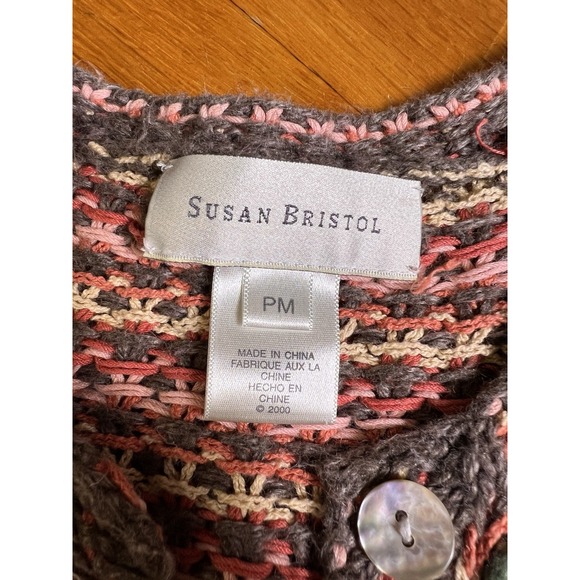 SUSAN BRISTOL
PM
MADE IN CHINA
FABRIQUE AUX LA
CHINE
HECHO EN
CHINE
© 2000